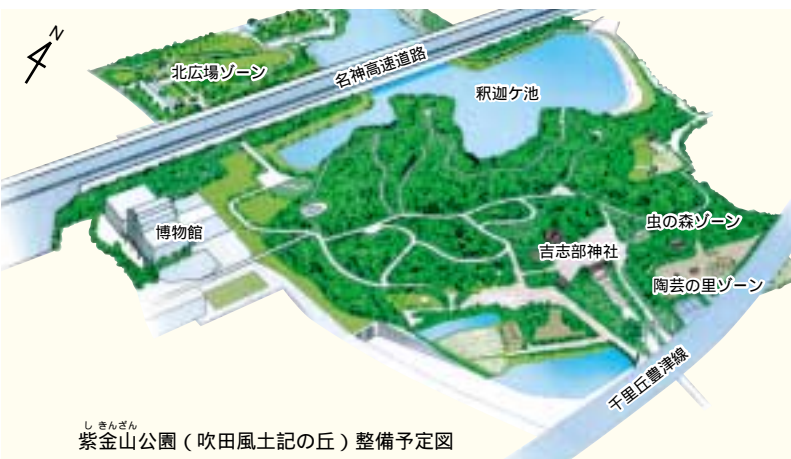 N
北広場ゾーン
名神高速道路
釈迦ケ池
博物館
虫の森ゾーン
吉志部神社
陶芸の里ゾーン
千里丘豊津線
しきんざん
紫金山公園(吹田風土記の丘)整備予定図